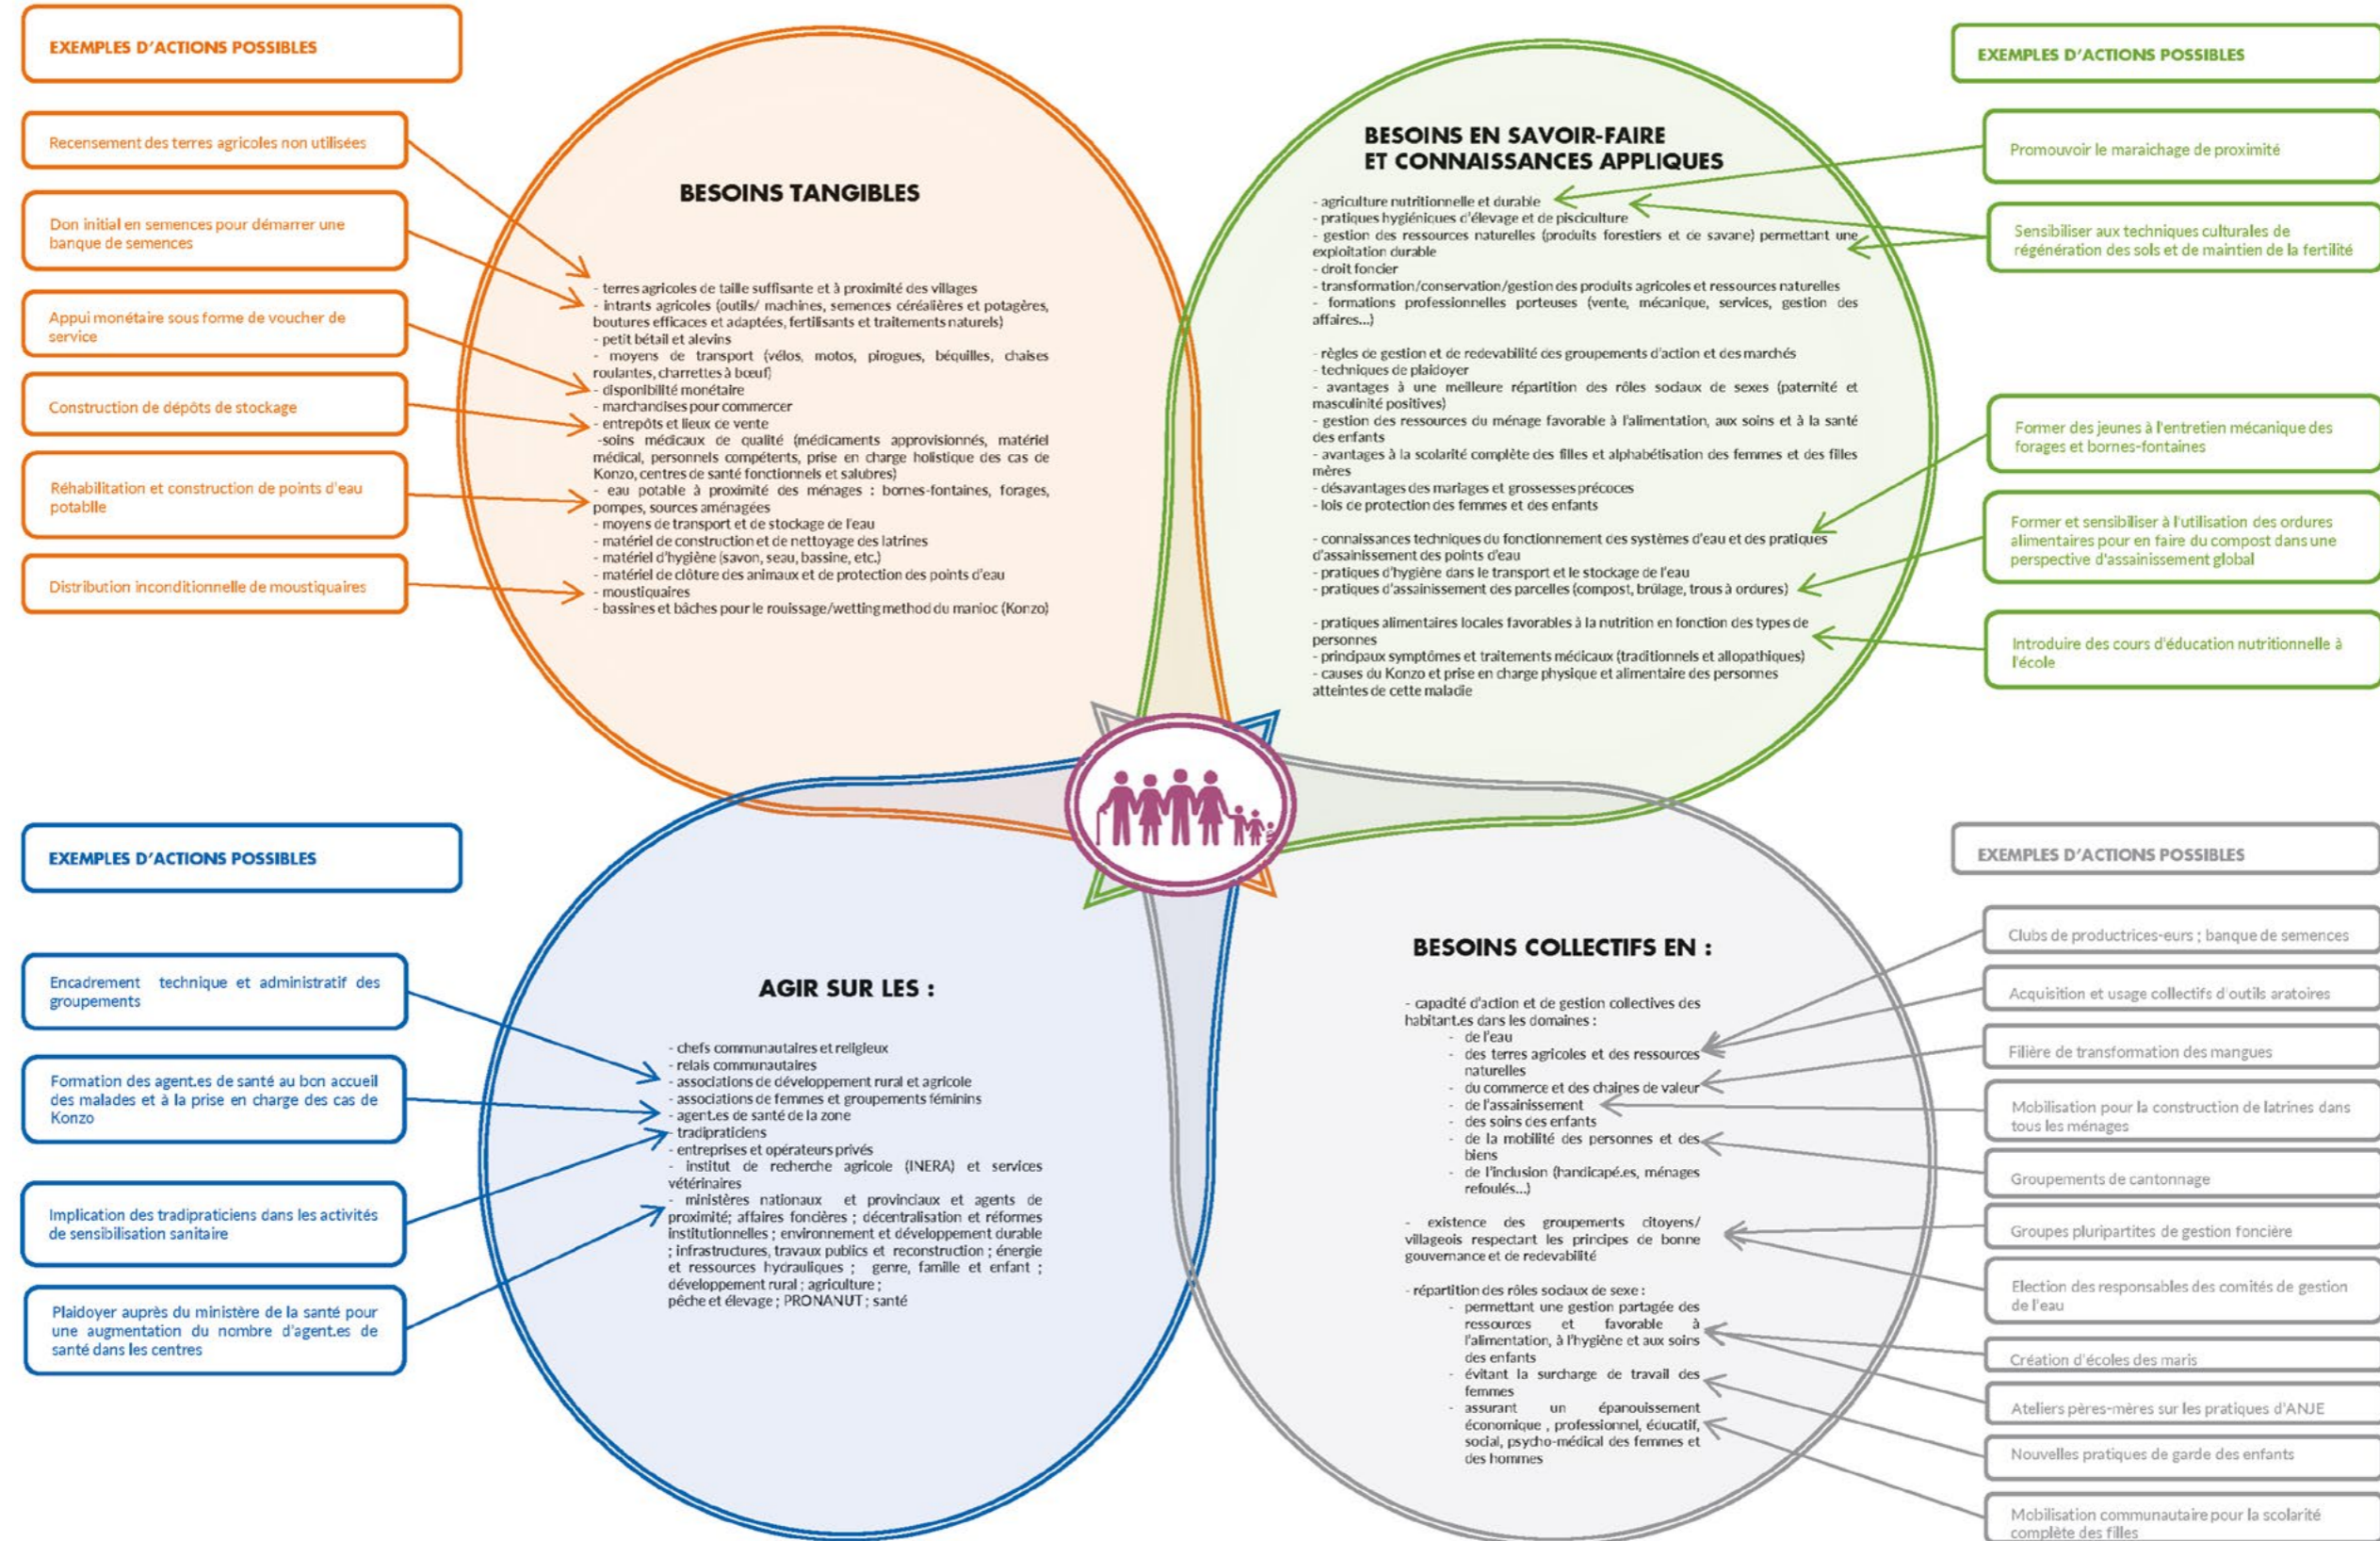 EXEMPLES D'ACTIONS POSSIBLES
Recensement des terres agricoles non utilisées
Don initial en semences pour démarrer une
banque de semences
Appui monétaire sous forme de voucher de
service
Construction de dépôts de stockage
Réhabilitation et construction de points d'eau
potablle
Distribution inconditionnelle de moustiquaires
BESOINS TANGIBLES
- terres agricoles de taille suffisante et à proximité des villages
- intrants agricoles (outils/ machines, semences céréalières et potagères,
boutures efficaces et adaptées, fertilisants et traitements naturels)
- petit bétail et alevins
- moyens de transport (vélos, motos, pirogues, béquilles, chaises
roulantes, charrettes à bœuf)
- disponibilité monétaire
- marchandises pour commercer
- entrepôts et lieux de vente
-soins médicaux de qualité (médicaments approvisionnés, matériel
médical, personnels compétents, prise en charge holistique des cas de
Konzo, centres de santé fonctionnels et salubres)
- eau potable à proximité des ménages : bornes-fontaines, forages,
pompes, sources aménagées
- moyens de transport et de stockage de l'eau
- matériel de construction et de nettoyage des latrines
- matériel d'hygiène (savon, seau, bassine, etc.)
- matériel de clôture des animaux et de protection des points d'eau
- moustiquaires
- bassines et bâches pour le rouissage/wetting method du manioc (Konzo)
BESOINS EN SAVOIR-FAIRE
ET CONNAISSANCES APPLIQUES
- agriculture nutritionnelle et durable
- pratiques hygiéniques d'élevage et de pisciculture
- gestion des ressources naturelles (produits forestiers et de savane) permettant une
exploitation durable
- droit foncier
- transformation/conservation/gestion des produits agricoles et ressources naturelles
- formations professionnelles porteuses (vente, mécanique, services, gestion des
affaires...)
- règles de gestion et de redevabilité des groupements d'action et des marchés
- techniques de plaidoyer
- avantages à une meilleure répartition des rôles sociaux de sexes (paternité et
masculinité positives)
- gestion des ressources du ménage favorable à l'alimentation, aux soins et à la santé
des enfants
- avantages à la scolarité complète des filles et alphabétisation des femmes et des filles
mères
- désavantages des mariages et grossesses précoces
- lois de protection des femmes et des enfants
- connaissances techniques du fonctionnement des systèmes d'eau et des pratiques
d'assainissement des points d'eau
- pratiques d'hygiène dans le transport et le stockage de l'eau
- pratiques d'assainissement des parcelles (compost, brûlage, trous à ordures)
- pratiques alimentaires locales favorables à la nutrition en fonction des types de
personnes
- principaux symptômes et traitements médicaux (traditionnels et allopathiques)
- causes du Konzo et prise en charge physique et alimentaire des personnes
atteintes de cette maladie
EXEMPLES D'ACTIONS POSSIBLES
Promouvoir le maraichage de proximité
Sensibiliser aux techniques culturales de
régénération des sols et de maintien de la fertilité
Former des jeunes à l'entretien mécanique des
forages et bornes-fontaines
Former et sensibiliser à l'utilisation des ordures
alimentaires pour en faire du compost dans une
perspective d'assainissement global
Introduire des cours d'éducation nutritionnelle à
l'école
EXEMPLES D'ACTIONS POSSIBLES
Encadrement technique et administratif des
groupements
Formation des agent.es de santé au bon accueil
des malades et à la prise en charge des cas de
Konzo
Implication des tradipraticiens dans les activités
de sensibilisation sanitaire
Plaidoyer auprès du ministère de la santé pour
une augmentation du nombre d'agent.es de
santé dans les centres
AGIR SUR LES :
- chefs communautaires et religieux
- relais communautaires
- associations de développement rural et agricole
- associations de femmes et groupements féminins
- agent.es de santé de la zone
- tradipraticiens
- entreprises et opérateurs privés
- institut de recherche agricole (INERA) et services
vétérinaires
- ministères nationaux et provinciaux et agents de
proximité; affaires foncières ; décentralisation et réformes
institutionnelles ; environnement et développement durable
; infrastructures, travaux publics et reconstruction ; énergie
et ressources hydrauliques ; genre, famille et enfant ;
développement rural ; agriculture ;
pêche et élevage ; PRONANUT ; santé
BESOINS COLLECTIFS EN :
- capacité d'action et de gestion collectives des
habitant.es dans les domaines :
- de l'eau
- des terres agricoles et des ressources
naturelles
- du commerce et des chaines de valeur
- de l'assainissement
- des soins des enfants
- de la mobilité des personnes et des
biens
- de l'inclusion (handicapé.es, ménages
refoulés...)
- existence des groupements citoyens/
villageois respectant les principes de bonne
gouvernance et de redevabilité
- répartition des rôles sociaux de sexe :
- permettant une gestion partagée des
ressources et favorable à
l'alimentation, à l'hygiène et aux soins
des enfants
- évitant la surcharge de travail des
femmes
- assurant un épanouissement
économique , professionnel, éducatif,
social, psycho-médical des femmes et
des hommes
EXEMPLES D'ACTIONS POSSIBLES
Clubs de productrices-eurs ; banque de semences
Acquisition et usage collectifs d'outils aratoires
Filière de transformation des mangues
Mobilisation pour la construction de latrines dans
tous les ménages
Groupements de cantonnage
Groupes pluripartites de gestion foncière
Election des responsables des comités de gestion
de l'eau
Création d'écoles des maris
Ateliers pères-mères sur les pratiques d'ANJE
Nouvelles pratiques de garde des enfants
Mobilisation communautaire pour la scolarité
complète des filles